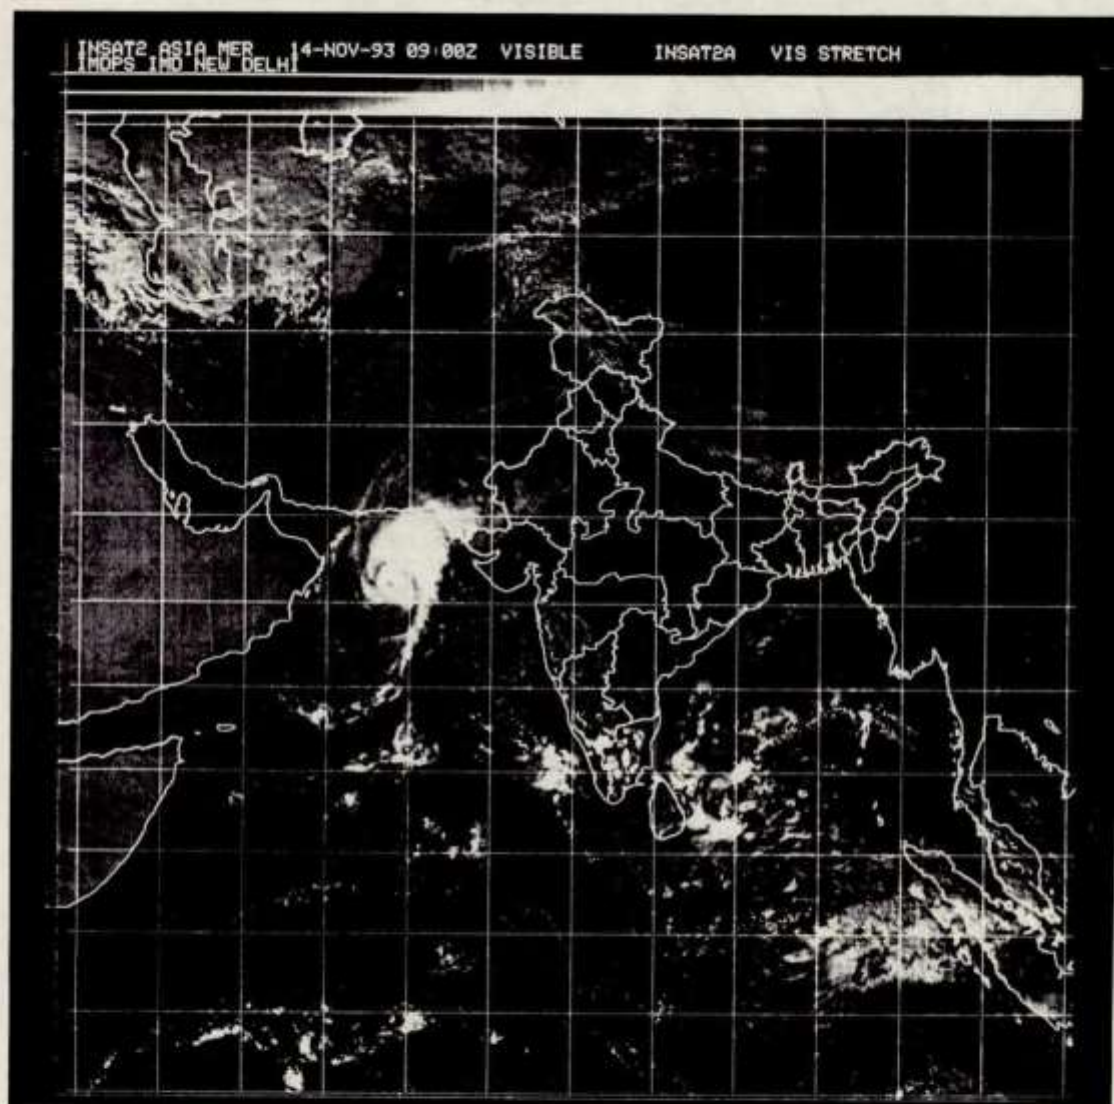 INSAT2 ASIA MER 14-NOV-93 09:00Z VISIBLE INSAT2A VIS STRETCH
IMOPS IMD NEW DELHI